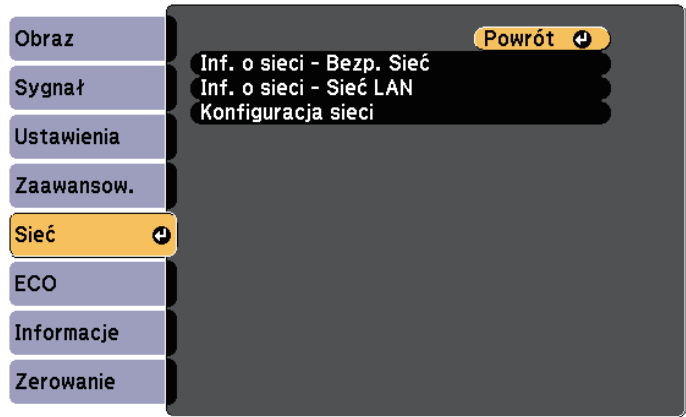 Obraz
Sygnał
Ustawienia
Zaawansow.
Sieć
ECO
Informacje
Zerowanie
Powrót
Inf. o sieci - Bezp. Sieć
Inf. o sieci - Sieć LAN
Konfiguracja sieci